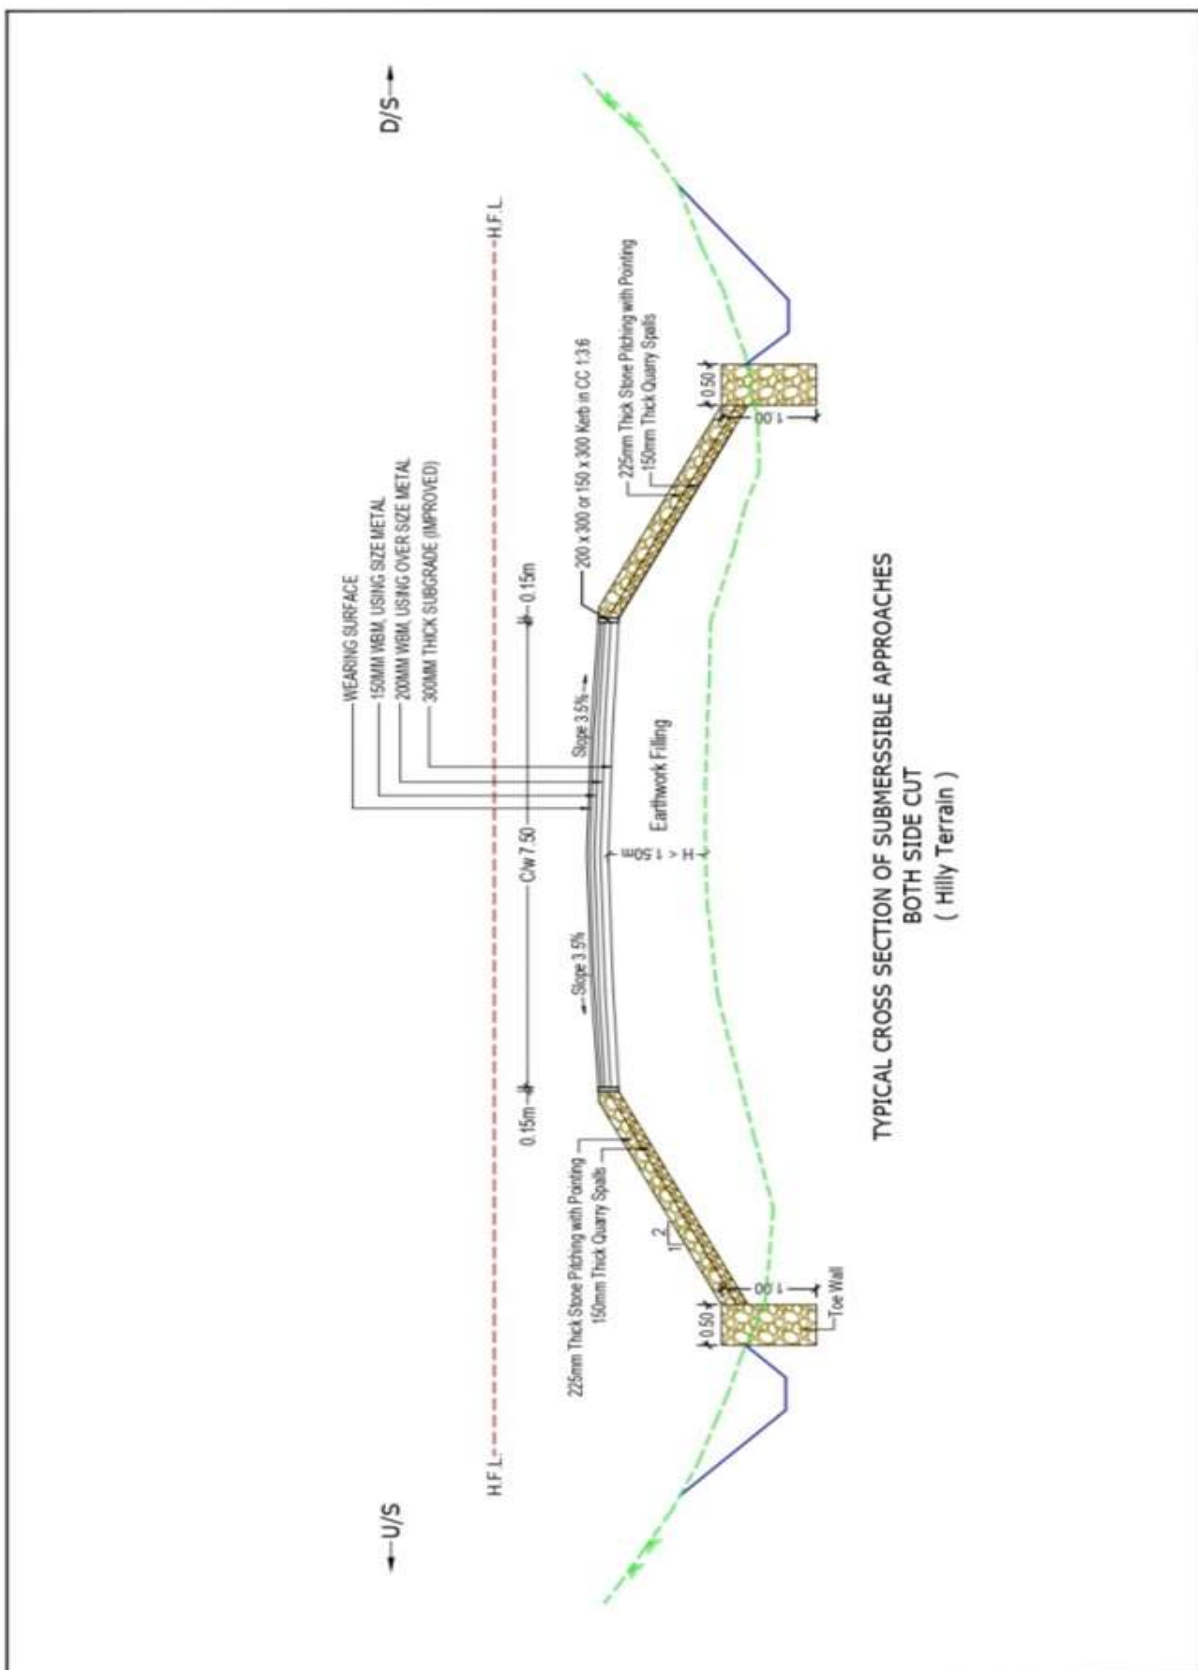 ←U/S
D/S→
WEARING SURFACE
150MM WBM, USING SIZE METAL
200MM WBM, USING OVER SIZE METAL
300MM THICK SUBGRADE (IMPROVED)
H.F.L.
H.F.L.
0.15m
C/w 7.50
0.15m
200 x 300 or 150 x 300 Kerb in CC 1:3:6
Slope 3.5%
Slope 3.5%
225mm Thick Stone Pitching with Pointing
150mm Thick Quarry Spalls
225mm Thick Stone Pitching with Pointing
150mm Thick Quarry Spalls
H < 1.50m
Earthwork Filling
1
2
0.50
1.00
0.50
1.00
Toe Wall
TYPICAL CROSS SECTION OF SUBMERSSIBLE APPROACHES
BOTH SIDE CUT
( Hilly Terrain )